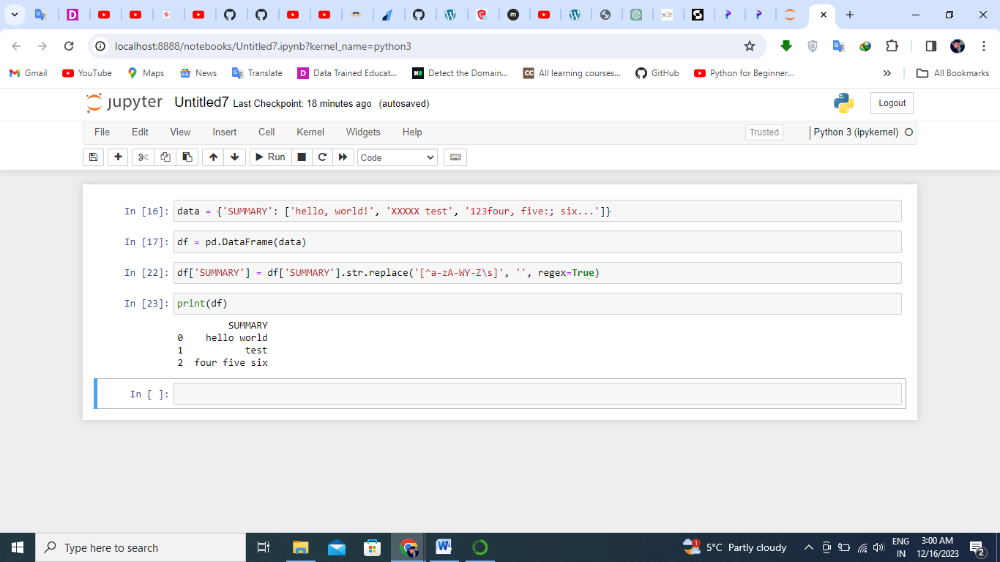 w3r
localhost:8888/notebooks/Untitled7.ipynb?kernel_name=python3
Gmail YouTube Maps News Translate Data Trained Educat... Detect the Domain... All learning courses... GitHub Python for Beginner... » All Bookmarks
jupyter Untitled7 Last Checkpoint: 18 minutes ago (autosaved) Logout
File Edit View Insert Cell Kernel Widgets Help Trusted Python 3 (ipykernel)
Run Code
In [16]: data = {'SUMMARY': ['hello, world!', 'XXXXX test', '123four, five:; six...']}
In [17]: df = pd.DataFrame(data)
In [22]: df['SUMMARY'] = df['SUMMARY'].str.replace('[^a-zA-WY-Z\s]', '', regex=True)
In [23]: print(df)
SUMMARY
0 hello world
1 test
2 four five six
In [ ]:
Type here to search 1 5°C Partly cloudy ENG 3:00 AM
IN 12/16/2023 2